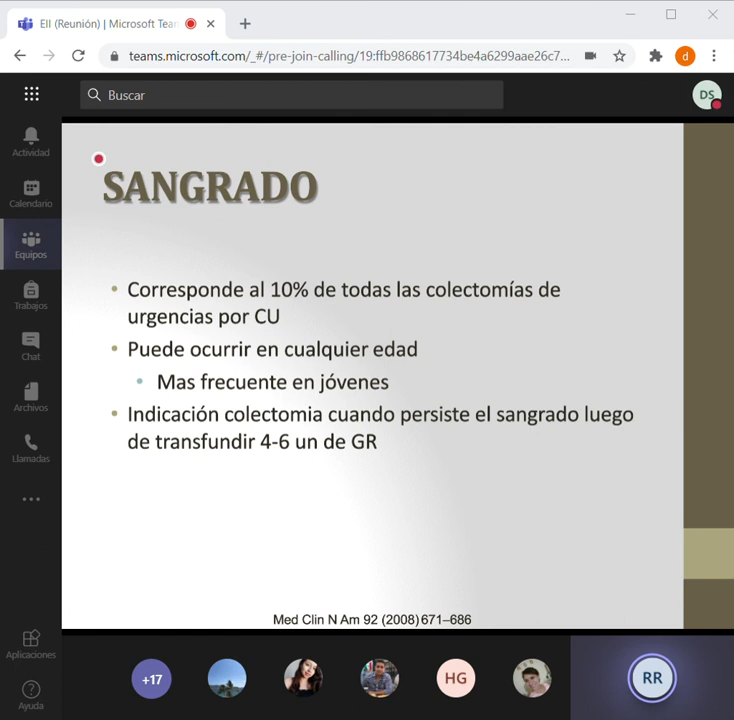 EII (Reunión) | Microsoft Tear
teams.microsoft.com/_#/pre-join-calling/19:ffb9868617734be4a6299aae26c7...
d
Buscar
DS
Actividad
Calendario
Equipos
Trabajos
Chat
Archivos
Llamadas
Aplicaciones
Ayuda
SANGRADO
• Corresponde al 10% de todas las colectomías de
urgencias por CU
• Puede ocurrir en cualquier edad
• Mas frecuente en jóvenes
• Indicación colectomia cuando persiste el sangrado luego
de transfundir 4-6 un de GR
Med Clin N Am 92 (2008) 671–686
+17
HG
RR